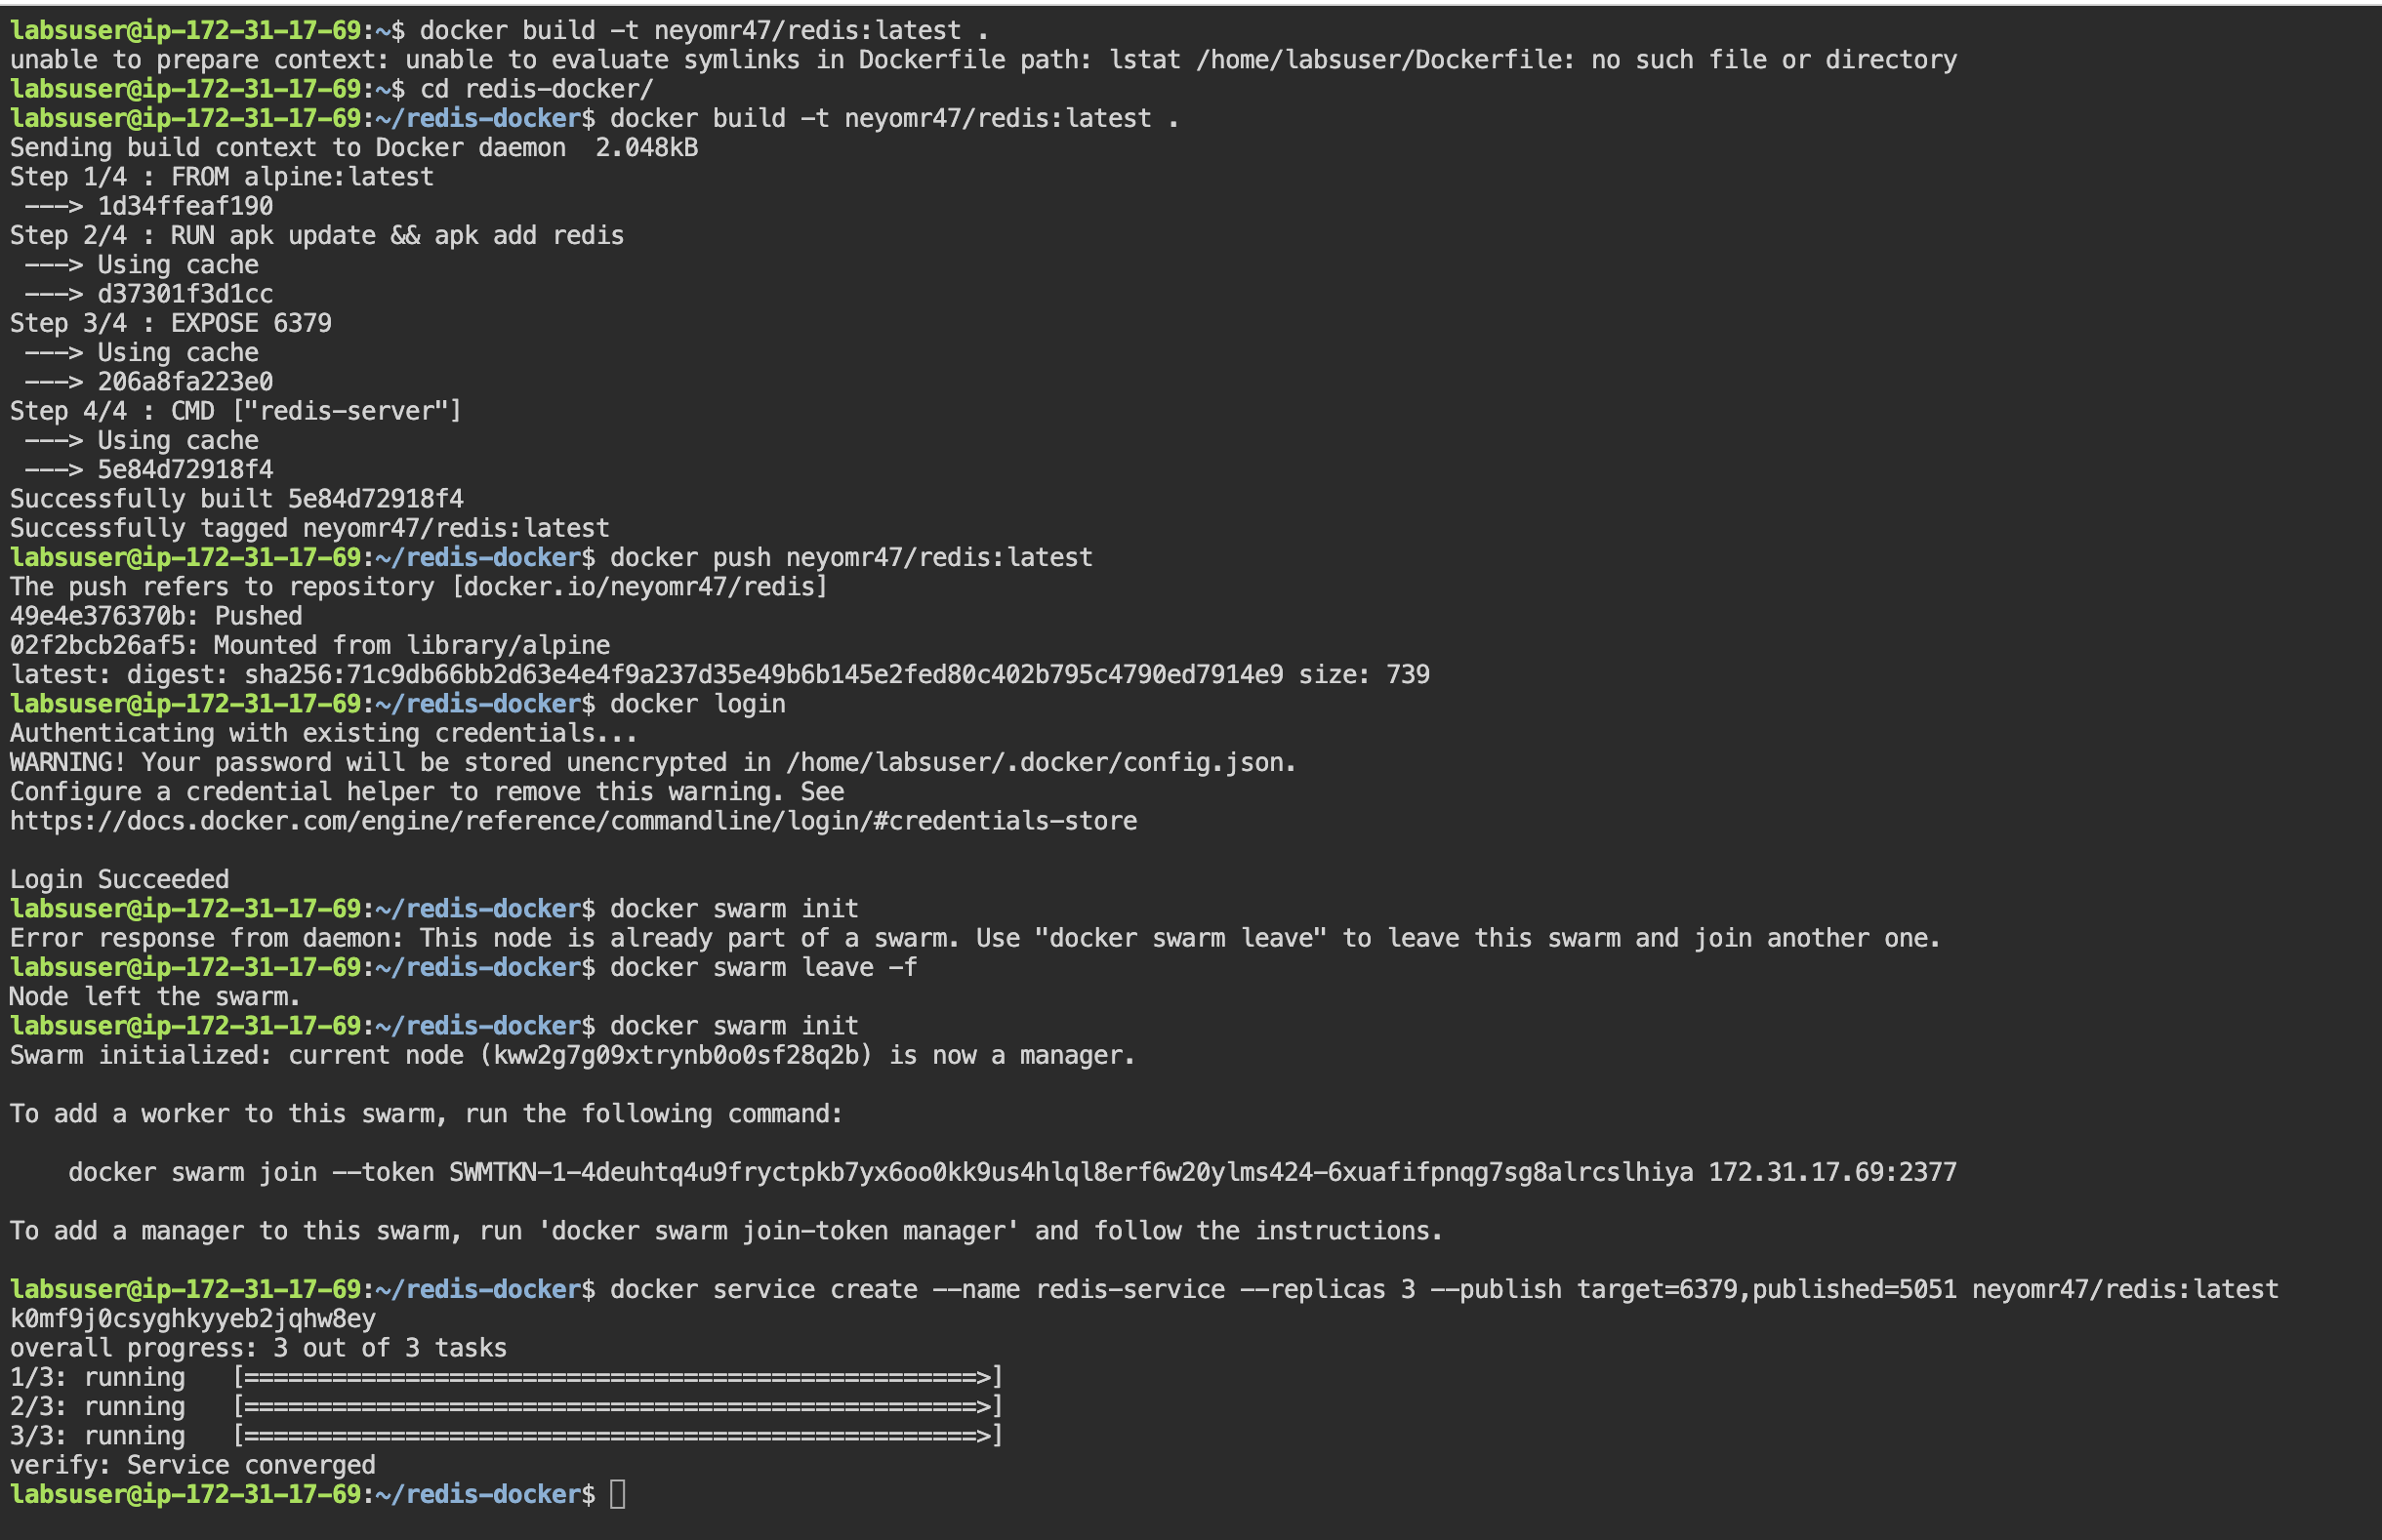 labsuser@ip-172-31-17-69:~$ docker build -t neyomr47/redis:latest .
unable to prepare context: unable to evaluate symlinks in Dockerfile path: lstat /home/labsuser/Dockerfile: no such file or directory
labsuser@ip-172-31-17-69:~$ cd redis-docker/
labsuser@ip-172-31-17-69:~/redis-docker$ docker build -t neyomr47/redis:latest .
Sending build context to Docker daemon  2.048kB
Step 1/4 : FROM alpine:latest
 ---> 1d34ffeaf190
Step 2/4 : RUN apk update && apk add redis
 ---> Using cache
 ---> d37301f3d1cc
Step 3/4 : EXPOSE 6379
 ---> Using cache
 ---> 206a8fa223e0
Step 4/4 : CMD ["redis-server"]
 ---> Using cache
 ---> 5e84d72918f4
Successfully built 5e84d72918f4
Successfully tagged neyomr47/redis:latest
labsuser@ip-172-31-17-69:~/redis-docker$ docker push neyomr47/redis:latest
The push refers to repository [docker.io/neyomr47/redis]
49e4e376370b: Pushed
02f2bcb26af5: Mounted from library/alpine
latest: digest: sha256:71c9db66bb2d63e4e4f9a237d35e49b6b145e2fed80c402b795c4790ed7914e9 size: 739
labsuser@ip-172-31-17-69:~/redis-docker$ docker login
Authenticating with existing credentials...
WARNING! Your password will be stored unencrypted in /home/labsuser/.docker/config.json.
Configure a credential helper to remove this warning. See
https://docs.docker.com/engine/reference/commandline/login/#credentials-store

Login Succeeded
labsuser@ip-172-31-17-69:~/redis-docker$ docker swarm init
Error response from daemon: This node is already part of a swarm. Use "docker swarm leave" to leave this swarm and join another one.
labsuser@ip-172-31-17-69:~/redis-docker$ docker swarm leave -f
Node left the swarm.
labsuser@ip-172-31-17-69:~/redis-docker$ docker swarm init
Swarm initialized: current node (kww2g7g09xtrynb0o0sf28q2b) is now a manager.

To add a worker to this swarm, run the following command:

    docker swarm join --token SWMTKN-1-4deuhtq4u9fryctpkb7yx6oo0kk9us4hlql8erf6w20ylms424-6xuafifpnqg7sg8alrcslhiya 172.31.17.69:2377

To add a manager to this swarm, run 'docker swarm join-token manager' and follow the instructions.

labsuser@ip-172-31-17-69:~/redis-docker$ docker service create --name redis-service --replicas 3 --publish target=6379,published=5051 neyomr47/redis:latest
k0mf9j0csyghkyyeb2jqhw8ey
overall progress: 3 out of 3 tasks
1/3: running   [==================================================>]
2/3: running   [==================================================>]
3/3: running   [==================================================>]
verify: Service converged
labsuser@ip-172-31-17-69:~/redis-docker$